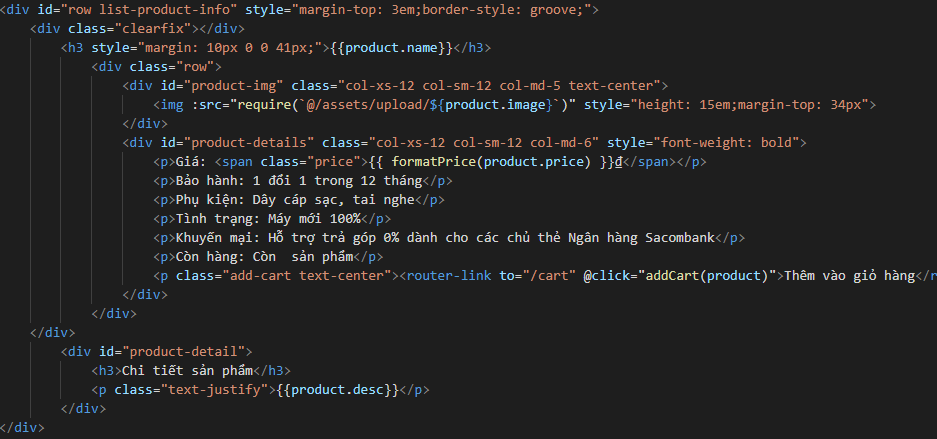 <div id="row list-product-info" style="margin-top: 3em;border-style: groove;">
<div class="clearfix"></div>
<h3 style="margin: 10px 0 0 41px;">{{product.name}}</h3>
<div class="row">
<div id="product-img" class="col-xs-12 col-sm-12 col-md-5 text-center">
<img :src="require(`@/assets/upload/${product.image}`)" style="height: 15em;margin-top: 34px">
</div>
<div id="product-details" class="col-xs-12 col-sm-12 col-md-6" style="font-weight: bold">
<p>Giá: <span class="price">{{ formatPrice(product.price) }}₫</span></p>
<p>Bảo hành: 1 đổi 1 trong 12 tháng</p>
<p>Phụ kiện: Dây cáp sạc, tai nghe</p>
<p>Tình trạng: Máy mới 100%</p>
<p>Khuyến mại: Hỗ trợ trả góp 0% dành cho các chủ thẻ Ngân hàng Sacombank</p>
<p>Còn hàng: Còn  sản phẩm</p>
<p class="add-cart text-center"><router-link to="/cart" @click="addCart(product)">Thêm vào giỏ hàng</r
</div>
</div>
</div>
<div id="product-detail">
<h3>Chi tiết sản phẩm</h3>
<p class="text-justify">{{product.desc}}</p>
</div>
</div>